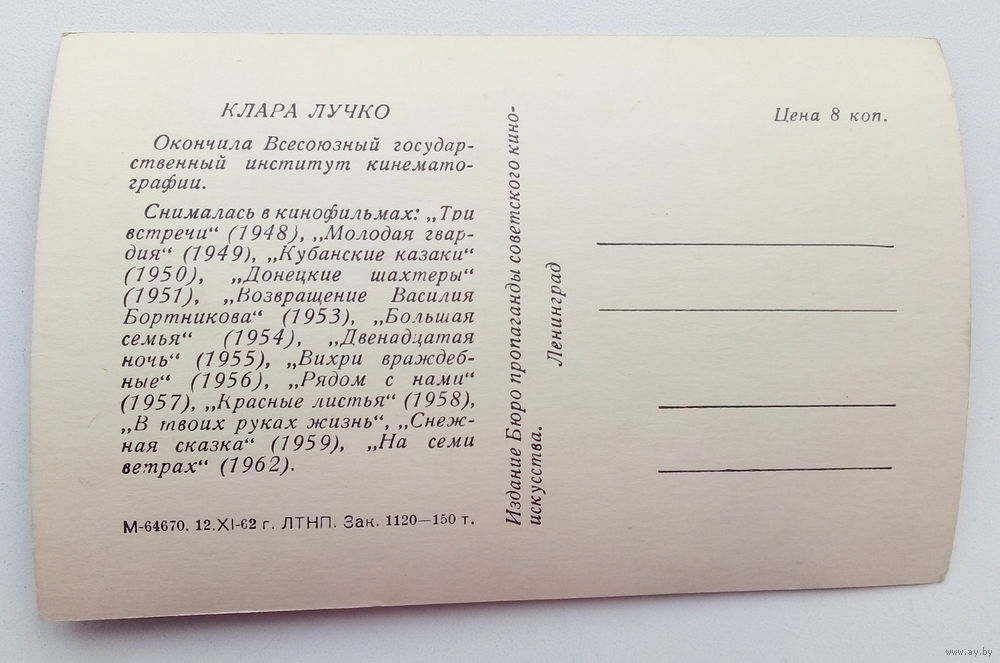 КЛАРА ЛУЧКО
Окончила Всесоюзный государ-
ственный институт кинемато-
графии.
Снималась в кинофильмах: „Три
встречи“ (1948), „Молодая гвар-
дия“ (1949), „Кубанские казаки“
(1950), „Донецкие шахтеры“
(1951), „Возвращение Василия
Бортникова“ (1953), „Большая
семья“ (1954), „Двенадцатая
ночь“ (1955), „Вихри враждеб-
ные“ (1956), „Рядом с нами“
(1957), „Красные листья“ (1958),
„В твоих руках жизнь“, „Снеж-
ная сказка“ (1959), „На семи
ветрах“ (1962).
М-64670. 12.XI-62 г. ЛТНП. Зак. 1120—150 т.
Издание Бюро пропаганды советского кино-
искусства.
Ленинград
Цена 8 коп.
www.ay.by